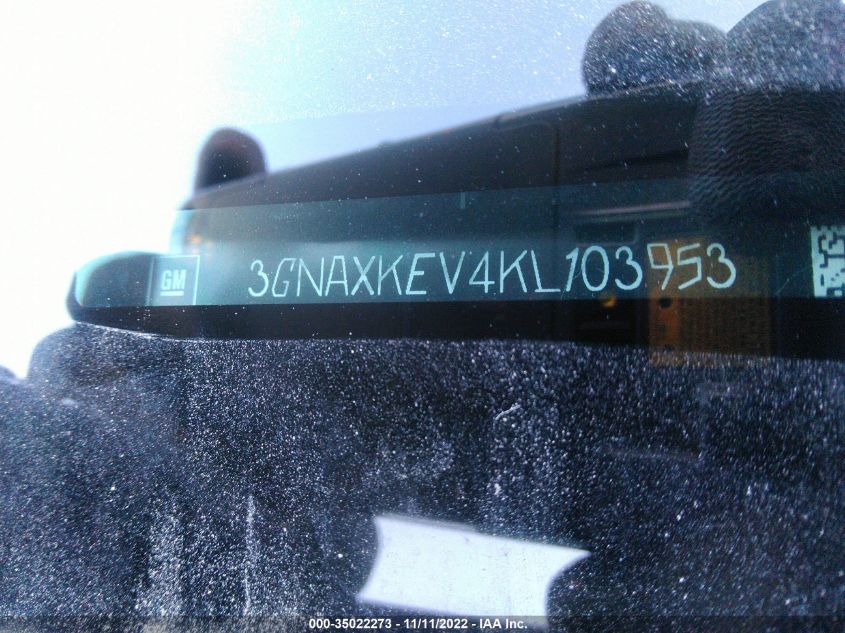 GM 3GNAXKEV4KL103953
000-35022273 - 11/11/2022 - IAA Inc.